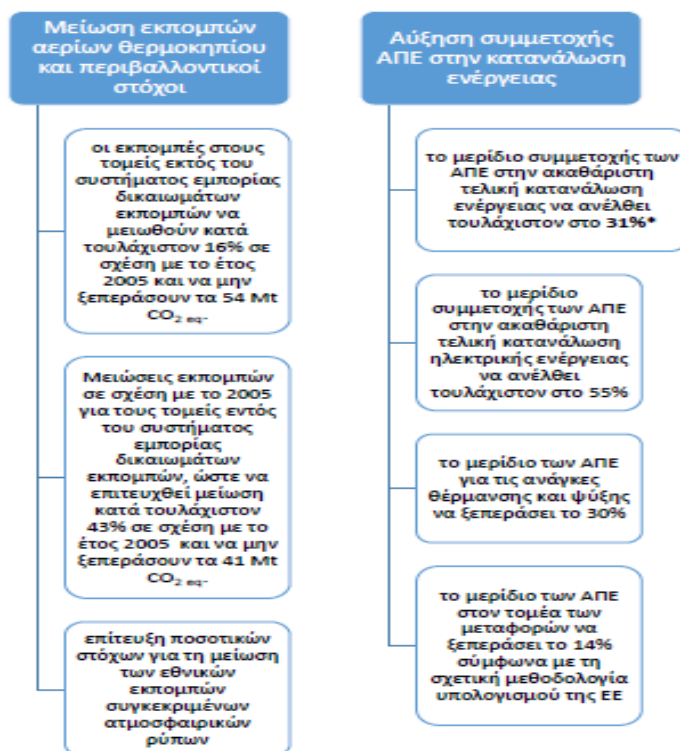 Μείωση εκπομπών
αερίων θερμοκηπίου
και περιβαλλοντικοί
στόχοι
οι εκπομπές στους
τομείς εκτός του
συστήματος εμπορίας
δικαιωμάτων
εκπομπών να
μειωθούν κατά
τουλάχιστον 16% σε
σχέση με το έτος
2005 και να μην
ξεπεράσουν τα 54 Mt
CO2 eq.
Μειώσεις εκπομπών
σε σχέση με το 2005
για τους τομείς εντός
του συστήματος
εμπορίας
δικαιωμάτων
εκπομπών, ώστε να
επιτευχθεί μείωση
κατά τουλάχιστον
43% σε σχέση με το
έτος 2005 και να μην
ξεπεράσουν τα 41 Mt
CO2 eq.
επίτευξη ποσοτικών
στόχων για τη μείωση
των εθνικών
εκπομπών
συγκεκριμένων
ατμοσφαιρικών
ρύπων
Αύξηση συμμετοχής
ΑΠΕ στην κατανάλωση
ενέργειας
το μερίδιο συμμετοχής των
ΑΠΕ στην ακαθάριστη
τελική κατανάλωση
ενέργειας να ανέλθει
τουλάχιστον στο 31%*
το μερίδιο
συμμετοχής των ΑΠΕ
στην ακαθάριστη
τελική κατανάλωση
ηλεκτρικής ενέργειας
να ανέλθει
τουλάχιστον στο 55%
το μερίδιο των ΑΠΕ
για τις ανάγκες
θέρμανσης και ψύξης
να ξεπεράσει το 30%
το μερίδιο των ΑΠΕ
στον τομέα των
μεταφορών να
ξεπεράσει το 14%
σύμφωνα με τη
σχετική μεθοδολογία
υπολογισμού της ΕΕ